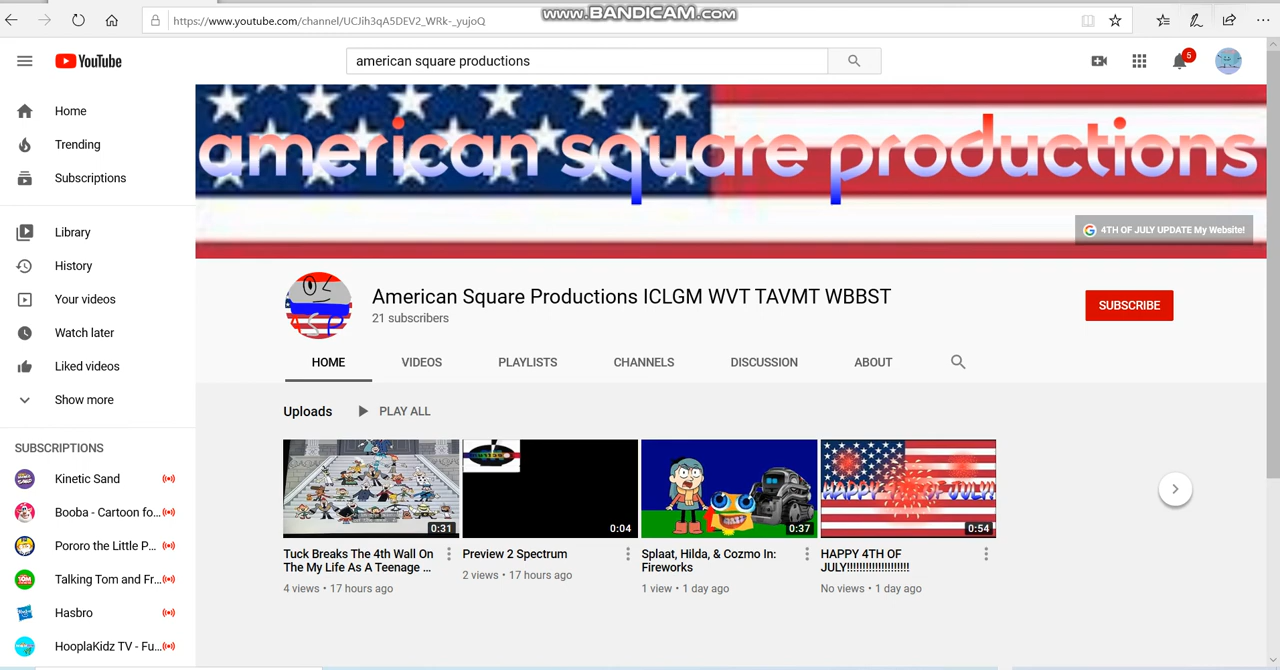 www.BANDICAM.com
https://www.youtube.com/channel/UCJih3qA5DEV2_WRk-_yujoQ
YouTube
american square productions
5
Home
Trending
Subscriptions
Library
History
Your videos
Watch later
Liked videos
Show more
SUBSCRIPTIONS
Kinetic Sand
Booba - Cartoon fo...
Pororo the Little P...
Talking Tom and Fr...
Hasbro
HooplaKidz TV - Fu...
american square productions
4TH OF JULY UPDATE My Website!
ASP
American Square Productions ICLGM WVT TAVMT WBBST
21 subscribers
SUBSCRIBE
HOME VIDEOS PLAYLISTS CHANNELS DISCUSSION ABOUT
Uploads PLAY ALL
0:31
Tuck Breaks The 4th Wall On
The My Life As A Teenage ...
4 views • 17 hours ago
0:04
Preview 2 Spectrum
2 views • 17 hours ago
0:37
Splaat, Hilda, & Cozmo In:
Fireworks
1 view • 1 day ago
HAPPY 4TH OF JULY!
0:54
HAPPY 4TH OF
JULY!!!!!!!!!!!!!!!!!!!!
No views • 1 day ago